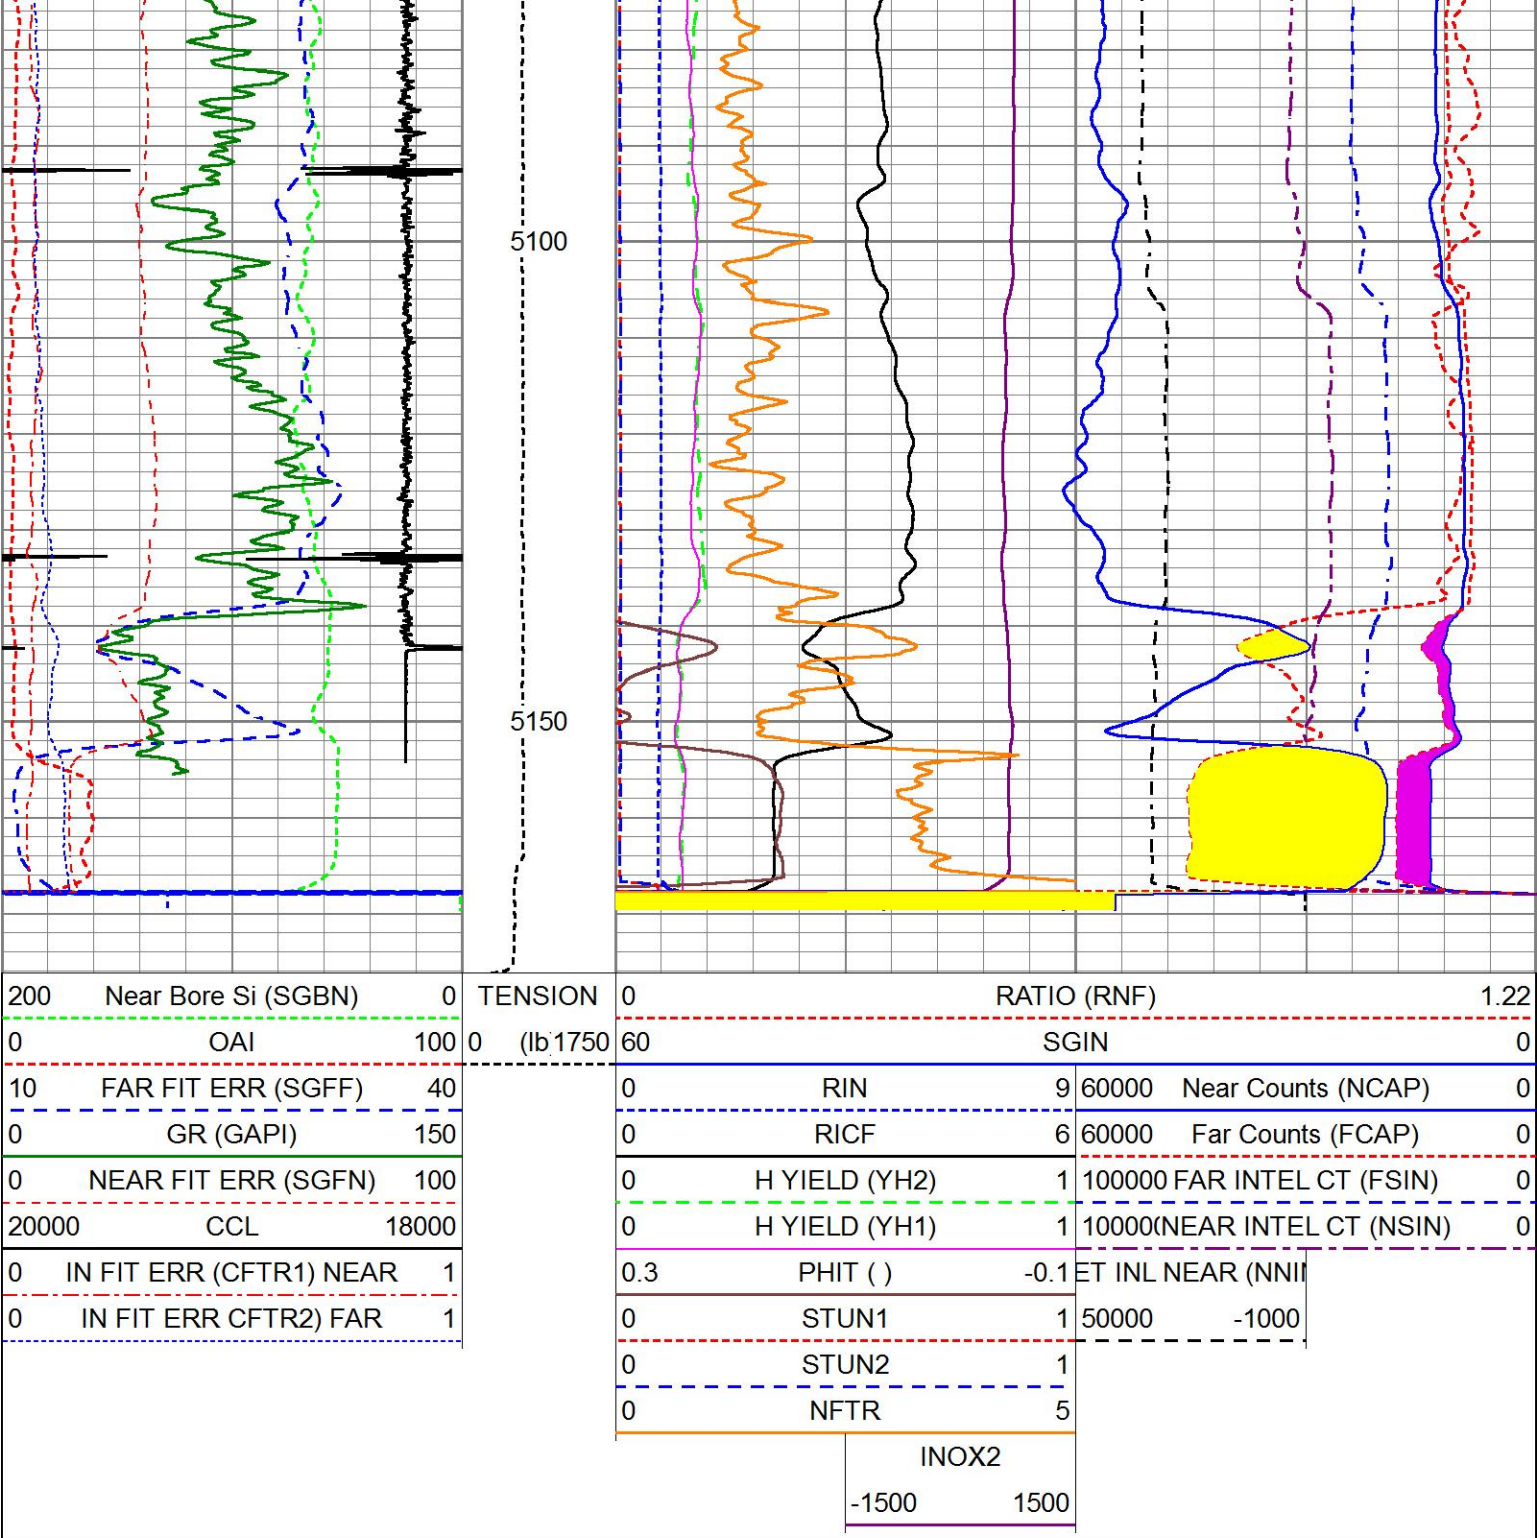 5100
5150
200 Near Bore Si (SGBN) 0 TENSION 0 RATIO (RNF) 1.22
0 OAI 100 0 (lb 1750 60 SGIN 0
10 FAR FIT ERR (SGFF) 40 0 RIN 9 60000 Near Counts (NCAP) 0
0 GR (GAPI) 150 0 RICF 6 60000 Far Counts (FCAP) 0
0 NEAR FIT ERR (SGFN) 100 0 H YIELD (YH2) 1 100000 FAR INTEL CT (FSIN) 0
20000 CCL 18000 0 H YIELD (YH1) 1 10000(NEAR INTEL CT (NSIN) 0
0 IN FIT ERR (CFTR1) NEAR 1 0.3 PHIT ( ) -0.1 ET INL NEAR (NNI
0 IN FIT ERR CFTR2) FAR 1 0 STUN1 1 50000 -1000
0 STUN2 1
0 NFTR 5
INOX2
-1500 1500